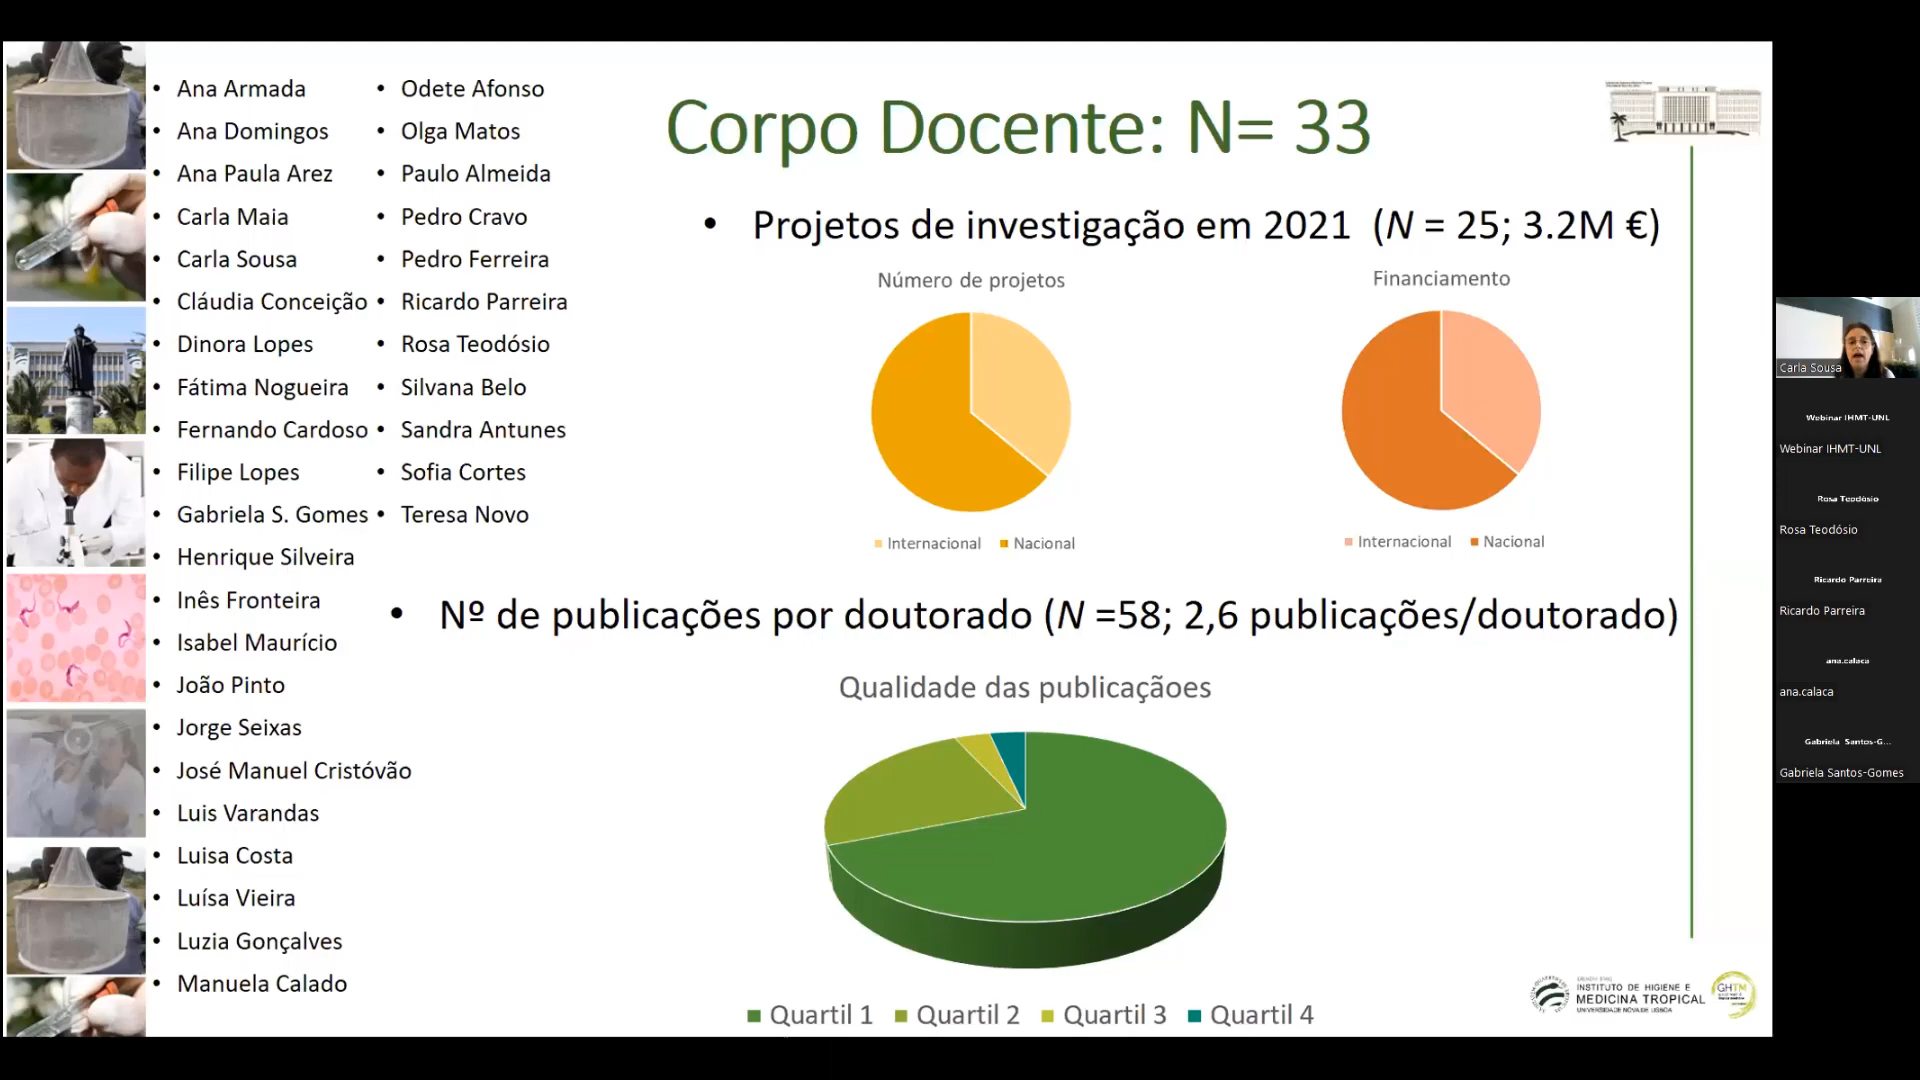 Corpo Docente: N= 33
• Ana Armada
• Ana Domingos
• Ana Paula Arez
• Carla Maia
• Carla Sousa
• Cláudia Conceição
• Dinora Lopes
• Fátima Nogueira
• Fernando Cardoso
• Filipe Lopes
• Gabriela S. Gomes
• Henrique Silveira
• Inês Fronteira
• Isabel Maurício
• João Pinto
• Jorge Seixas
• José Manuel Cristóvão
• Luis Varandas
• Luisa Costa
• Luísa Vieira
• Luzia Gonçalves
• Manuela Calado
• Odete Afonso
• Olga Matos
• Paulo Almeida
• Pedro Cravo
• Pedro Ferreira
• Ricardo Parreira
• Rosa Teodósio
• Silvana Belo
• Sandra Antunes
• Sofia Cortes
• Teresa Novo
• Projetos de investigação em 2021 (N = 25; 3.2M €)
Número de projetos
Internacional Nacional
Financiamento
Internacional Nacional
• Nº de publicações por doutorado (N =58; 2,6 publicações/doutorado)
Qualidade das publicaçãoes
Quartil 1 Quartil 2 Quartil 3 Quartil 4
INSTITUTO DE HIGIENE E
MEDICINA TROPICAL
UNIVERSIDADE NOVA DE LISBOA
GHTM
Carla Sousa
Webinar IHMT-UNL
Webinar IHMT-UNL
Rosa Teodósio
Rosa Teodósio
Ricardo Parreira
Ricardo Parreira
ana.calaca
ana.calaca
Gabriela Santos-G...
Gabriela Santos-Gomes